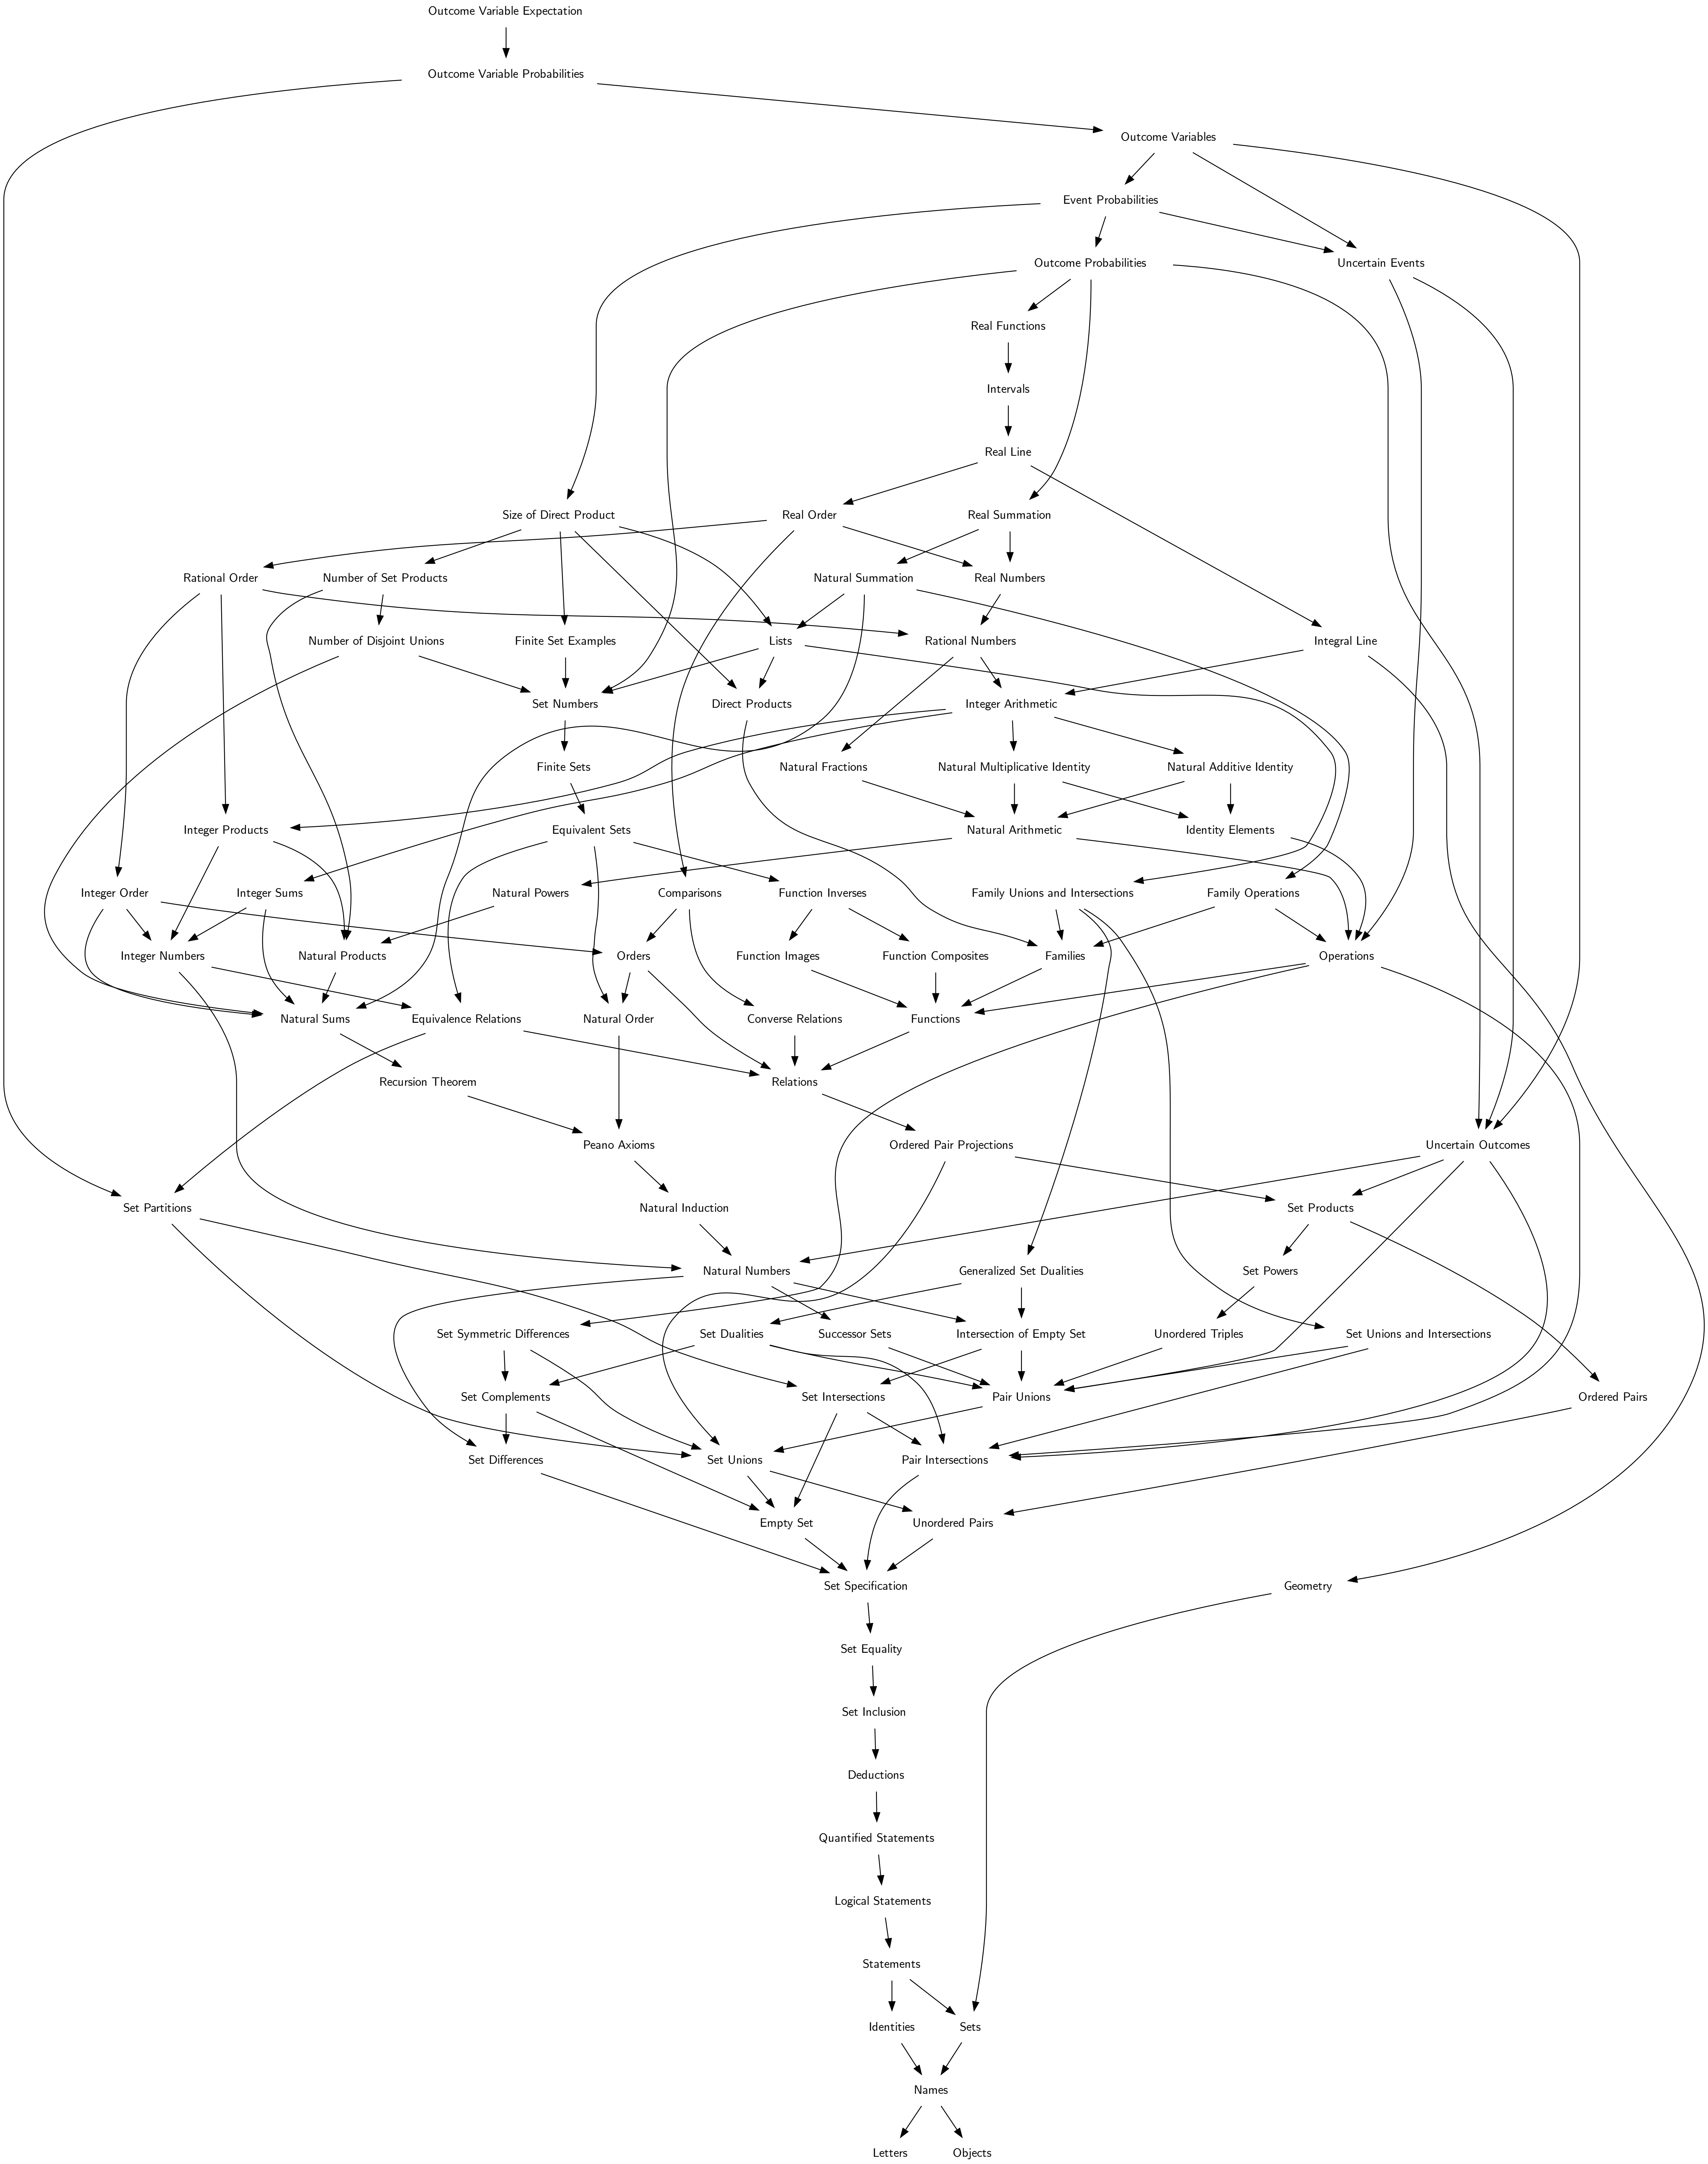 Outcome Variable Expectation
Outcome Variable Probabilities
Outcome Variables
Event Probabilities
Outcome Probabilities
Uncertain Events
Real Functions
Intervals
Real Line
Size of Direct Product
Real Order
Real Summation
Rational Order
Number of Set Products
Natural Summation
Real Numbers
Number of Disjoint Unions
Finite Set Examples
Lists
Rational Numbers
Integral Line
Set Numbers
Direct Products
Integer Arithmetic
Finite Sets
Natural Fractions
Natural Multiplicative Identity
Natural Additive Identity
Integer Products
Equivalent Sets
Natural Arithmetic
Identity Elements
Integer Order
Integer Sums
Natural Powers
Comparisons
Function Inverses
Family Unions and Intersections
Family Operations
Integer Numbers
Natural Products
Orders
Function Images
Function Composites
Families
Operations
Natural Sums
Equivalence Relations
Natural Order
Converse Relations
Functions
Recursion Theorem
Relations
Peano Axioms
Ordered Pair Projections
Uncertain Outcomes
Set Partitions
Natural Induction
Set Products
Natural Numbers
Generalized Set Dualities
Set Powers
Set Symmetric Differences
Set Dualities
Successor Sets
Intersection of Empty Set
Unordered Triples
Set Unions and Intersections
Set Complements
Set Intersections
Pair Unions
Ordered Pairs
Set Differences
Set Unions
Pair Intersections
Empty Set
Unordered Pairs
Set Specification
Geometry
Set Equality
Set Inclusion
Deductions
Quantified Statements
Logical Statements
Statements
Identities
Sets
Names
Letters
Objects